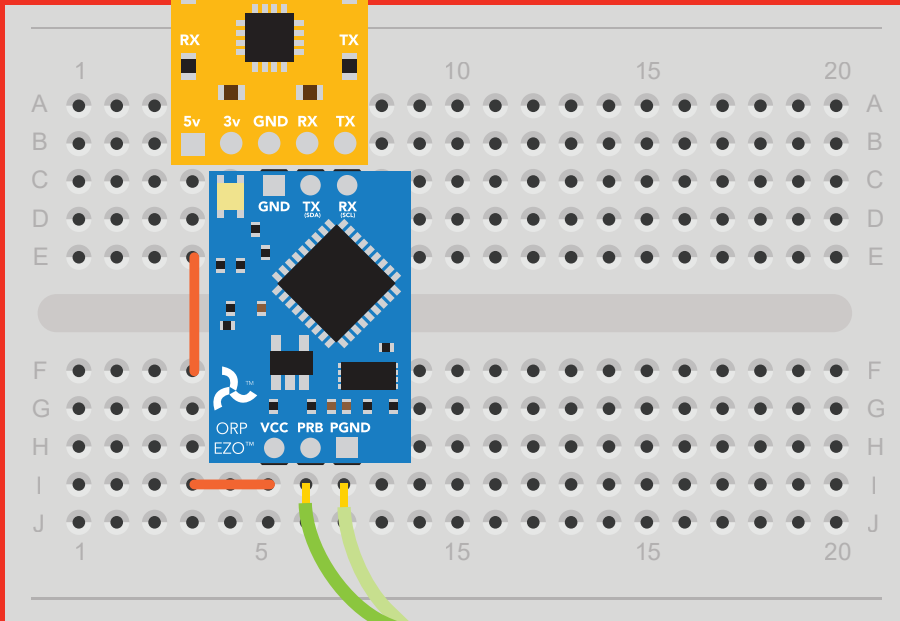 RX TX
1 10 15 20
A A
5v 3v GND RX TX
B B
C C
GND TX RX
(SDA) (SCL)
D D
E E
F F
™
G G
ORP VCC PRB PGND
H H
EZO™
I I
J J
1 5 15 15 20